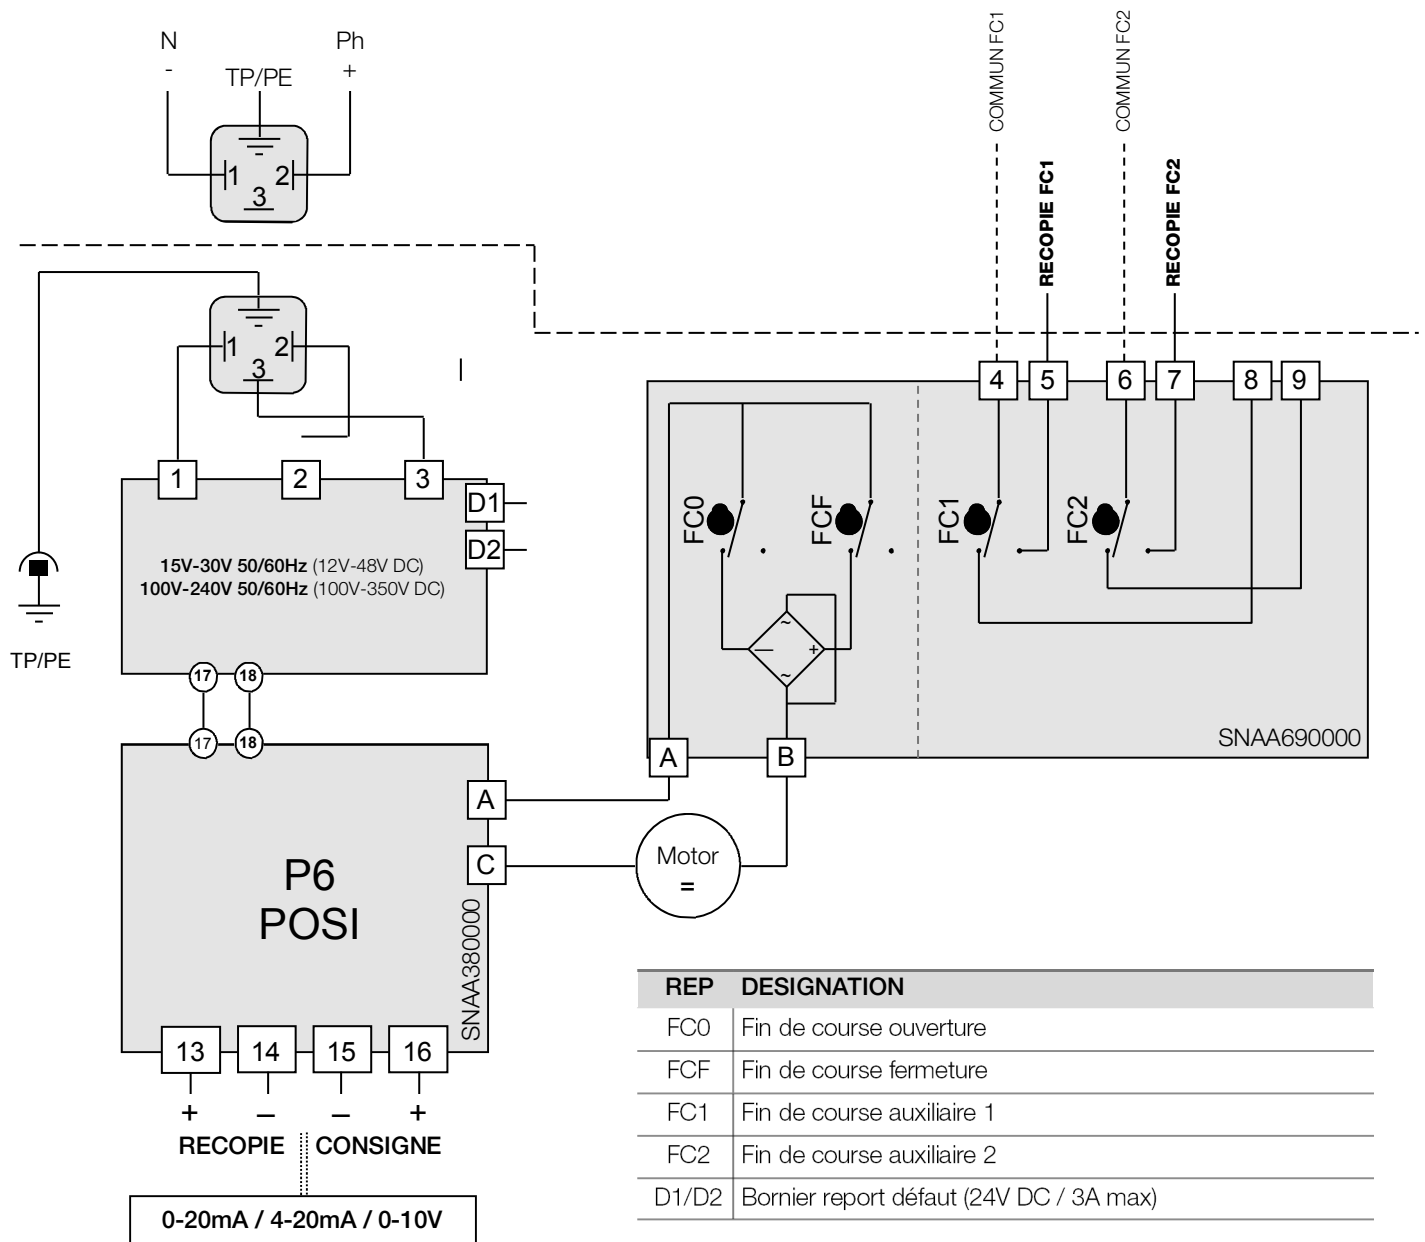 N
-
TP/PE
Ph
+
1
2
3
COMMUN FC1
RECOPIE FC1
COMMUN FC2
RECOPIE FC2
1
2
3
1
2
3
D1
D2
15V-30V 50/60Hz (12V-48V DC)
100V-240V 50/60Hz (100V-350V DC)
TP/PE
17
18
17
18
4
5
6
7
8
9
FC0
FCF
FC1
FC2
~
—
+
~
SNAA690000
A
B
A
C
Motor
=
P6
POSI
SNAA380000
13
14
15
16
+
–
–
+
RECOPIE
CONSIGNE
0-20mA / 4-20mA / 0-10V
REP DESIGNATION
FC0 Fin de course ouverture
FCF Fin de course fermeture
FC1 Fin de course auxiliaire 1
FC2 Fin de course auxiliaire 2
D1/D2 Bornier report défaut (24V DC / 3A max)